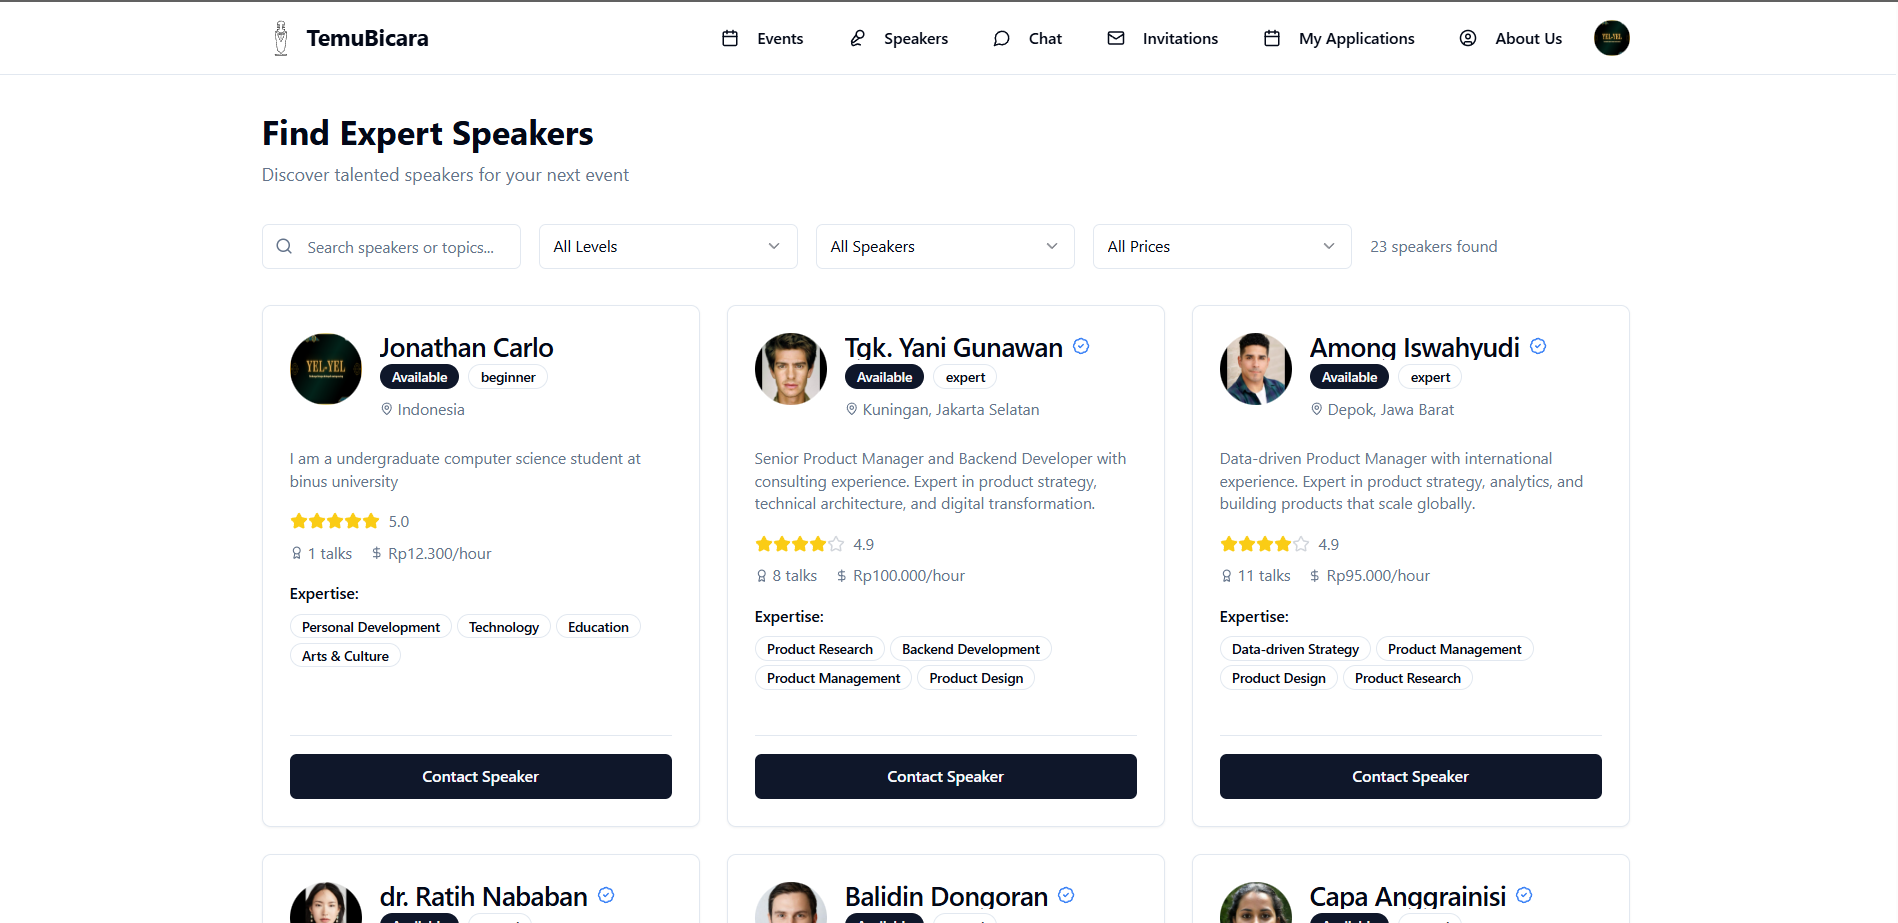 TemuBicara
Events
Speakers
Chat
Invitations
My Applications
About Us
YEL-YEL
Find Expert Speakers
Discover talented speakers for your next event
Search speakers or topics...
All Levels
All Speakers
All Prices
23 speakers found
YEL-YEL
Jonathan Carlo
Available
beginner
Indonesia
I am a undergraduate computer science student at
binus university
5.0
1 talks
$ Rp12.300/hour
Expertise:
Personal Development
Technology
Education
Arts & Culture
Contact Speaker
Tgk. Yani Gunawan
Available
expert
Kuningan, Jakarta Selatan
Senior Product Manager and Backend Developer with
consulting experience. Expert in product strategy,
technical architecture, and digital transformation.
4.9
8 talks
$ Rp100.000/hour
Expertise:
Product Research
Backend Development
Product Management
Product Design
Contact Speaker
Among Iswahyudi
Available
expert
Depok, Jawa Barat
Data-driven Product Manager with international
experience. Expert in product strategy, analytics, and
building products that scale globally.
4.9
11 talks
$ Rp95.000/hour
Expertise:
Data-driven Strategy
Product Management
Product Design
Product Research
Contact Speaker
dr. Ratih Nababan
Balidin Dongoran
Capa Anggrainisi